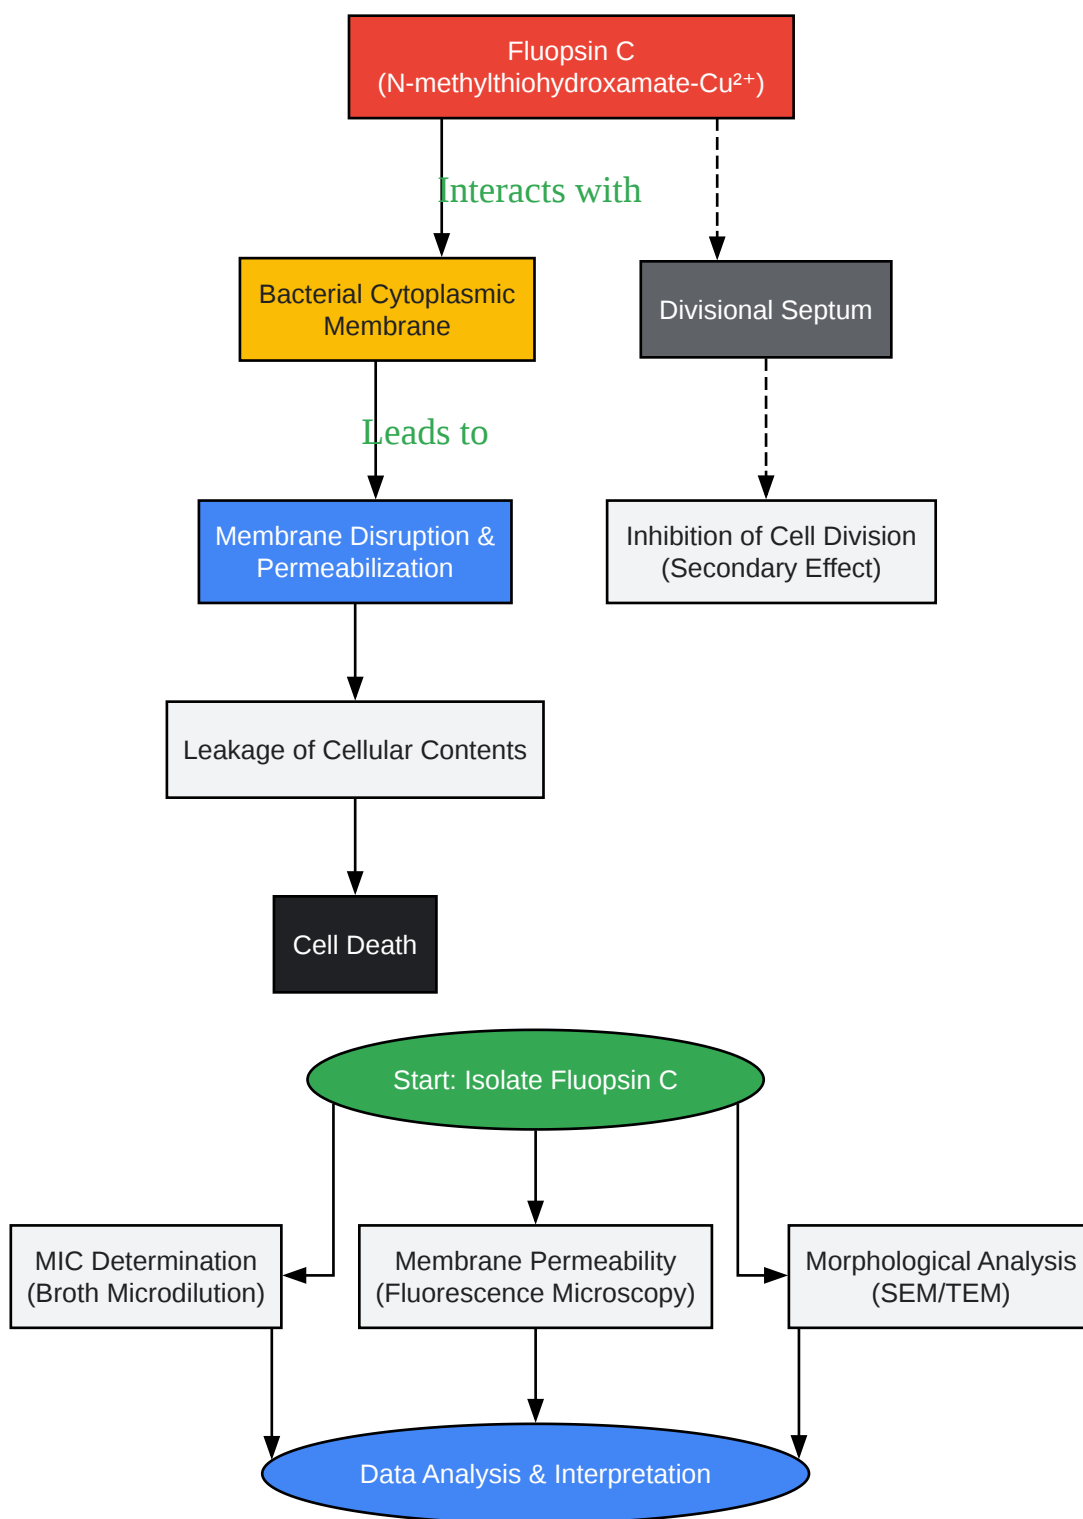 Fluopsin C
(N-methylthiohydroxamate-Cu²⁺)
Interacts with
Bacterial Cytoplasmic
Membrane
Divisional Septum
Leads to
Membrane Disruption &
Permeabilization
Inhibition of Cell Division
(Secondary Effect)
Leakage of Cellular Contents
Cell Death
Start: Isolate Fluopsin C
MIC Determination
(Broth Microdilution)
Membrane Permeability
(Fluorescence Microscopy)
Morphological Analysis
(SEM/TEM)
Data Analysis & Interpretation